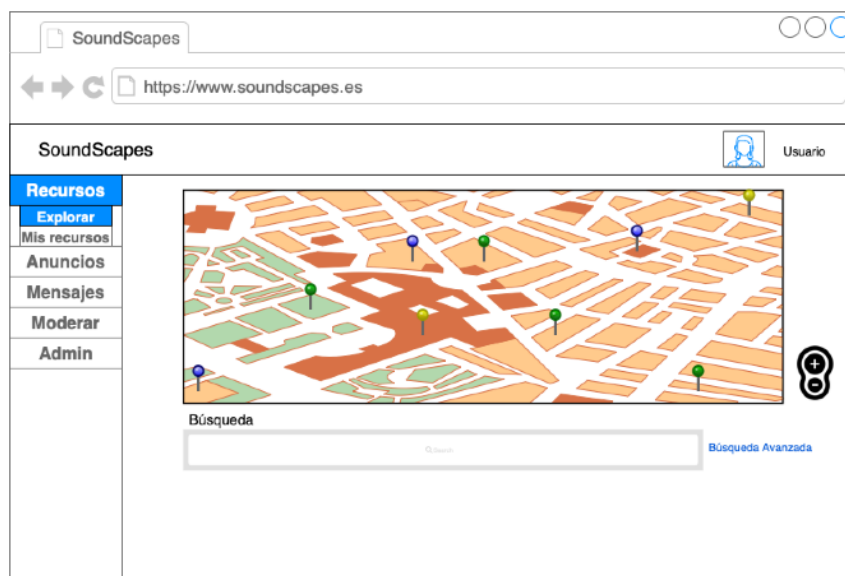 SoundScapes
https://www.soundscapes.es
SoundScapes
Usuario
Recursos
Explorar
Mis recursos
Anuncios
Mensajes
Moderar
Admin
Búsqueda
Search
Búsqueda Avanzada